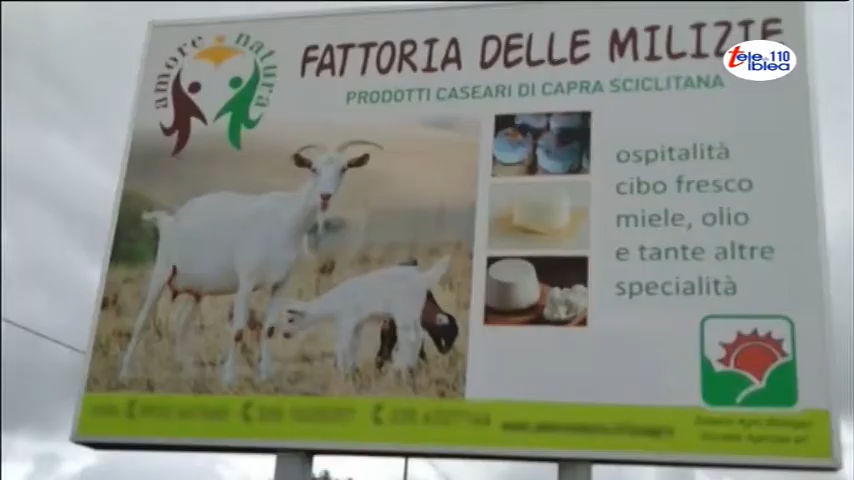 amore natura
FATTORIA DELLE MILIZIE
PRODOTTI CASEARI DI CAPRA SCICLITANA
tele 110
iblea
ospitalità
cibo fresco
miele, olio
e tante altre
specialità